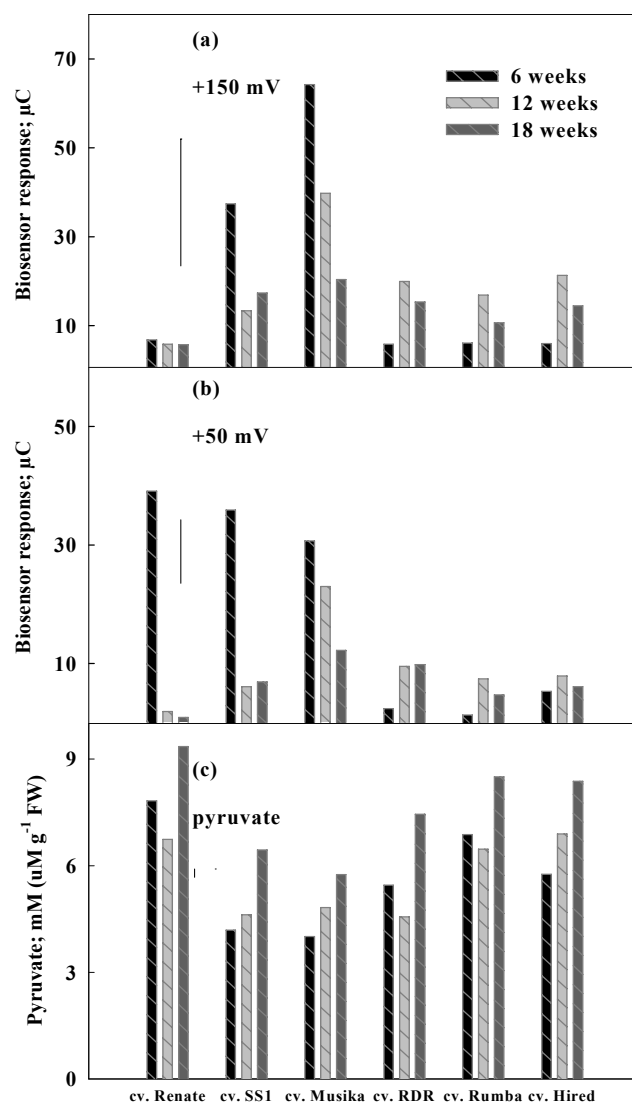 (a)
+150 mV
6 weeks
12 weeks
18 weeks
70
50
30
10
Biosensor response; µC
(b)
+50 mV
50
30
10
Biosensor response; µC
(c)
pyruvate
9
6
3
0
Pyruvate; mM (uM g-1 FW)
cv. Renate cv. SS1 cv. Musika cv. RDR cv. Rumba cv. Hired